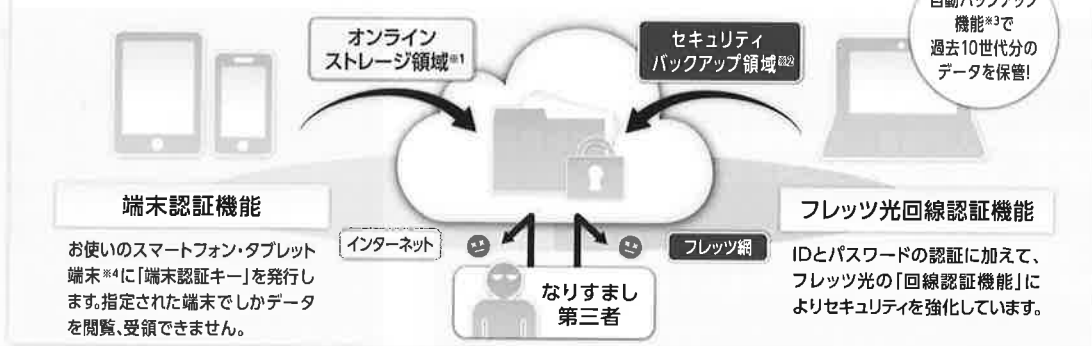 自動バックアップ
機能※3で
過去10世代分の
データを保管!
オンライン
ストレージ領域※1
セキュリティ
バックアップ領域※2
端末認証機能
お使いのスマートフォン・タブレット
端末※4に「端末認証キー」を発行し
ます。指定された端末でしかデータ
を閲覧、受領できません。
インターネット
フレッツ網
なりすまし
第三者
フレッツ光回線認証機能
IDとパスワードの認証に加えて、
フレッツ光の「回線認証機能」に
よりセキュリティを強化しています。